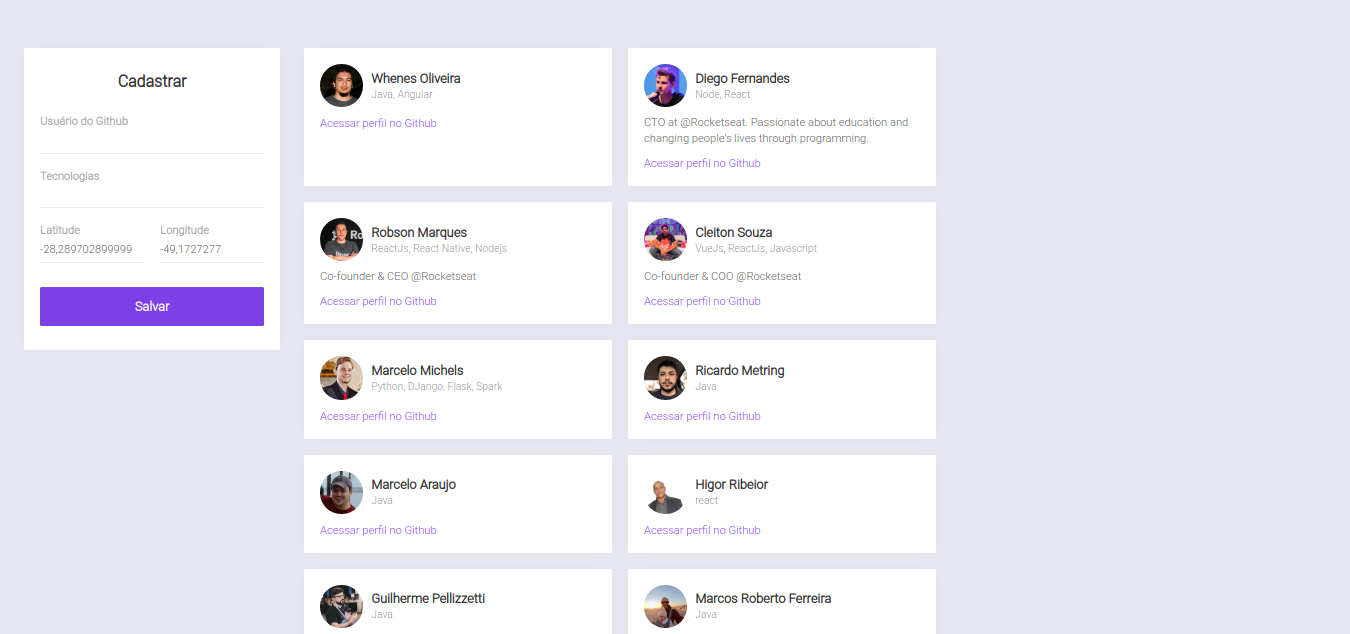 Cadastrar
Usuário do Github
Tecnologias
Latitude Longitude
-28,289702899999 -49,1727277
Salvar
Whenes Oliveira
Java, Angular
Acessar perfil no Github
Diego Fernandes
Node, React
CTO at @Rocketseat. Passionate about education and
changing people's lives through programming.
Acessar perfil no Github
Robson Marques
ReactJs, React Native, Nodejs
Co-founder & CEO @Rocketseat
Acessar perfil no Github
Cleiton Souza
VueJs, ReactJs, Javascript
Co-founder & COO @Rocketseat
Acessar perfil no Github
Marcelo Michels
Python, DJango, Flask, Spark
Acessar perfil no Github
Ricardo Metring
Java
Acessar perfil no Github
Marcelo Araujo
Java
Acessar perfil no Github
Higor Ribeior
react
Acessar perfil no Github
Guilherme Pellizzetti
Java
Marcos Roberto Ferreira
Java